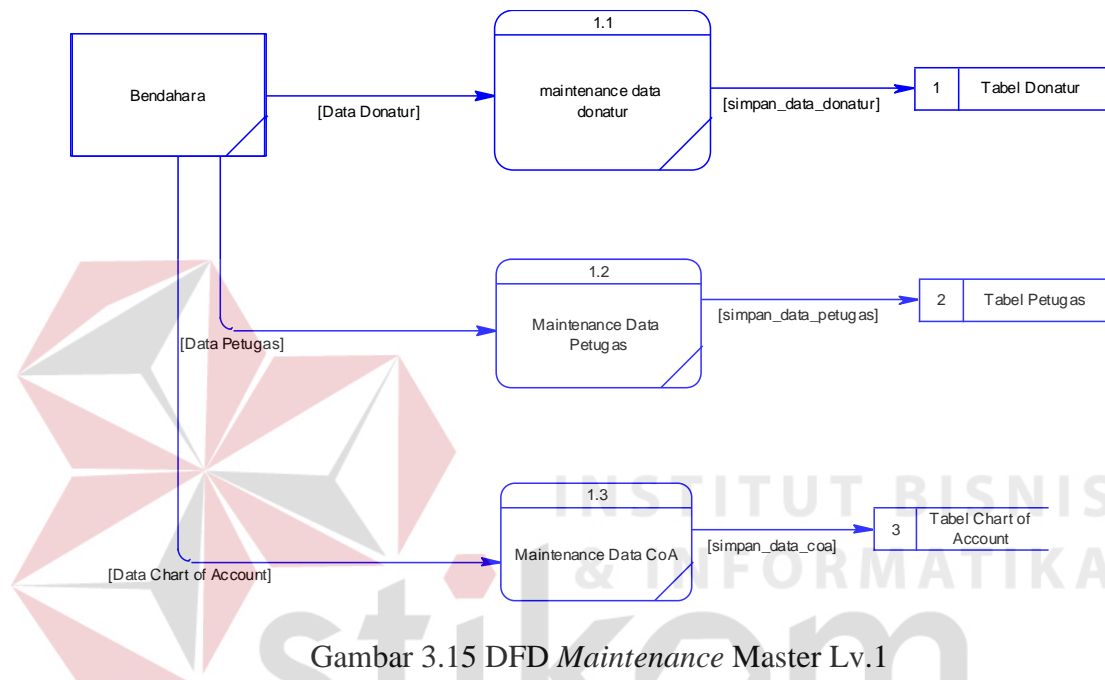 1.1
Bendahara
maintenance data
donatur
[Data Donatur]
[simpan_data_donatur]
1 Tabel Donatur
1.2
Maintenance Data
Petugas
[Data Petugas]
[simpan_data_petugas]
2 Tabel Petugas
1.3
Maintenance Data CoA
[Data Chart of Account]
[simpan_data_coa]
3 Tabel Chart of
Account
INSTITUT BISNIS
& INFORMATIKA
stikom
Gambar 3.15 DFD Maintenance Master Lv.1